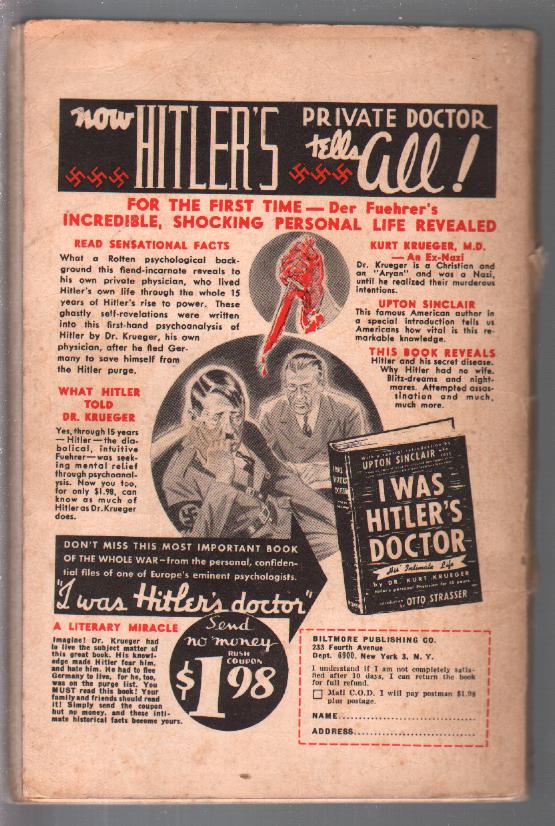 now HITLER'S PRIVATE DOCTOR
tells All!
FOR THE FIRST TIME — Der Fuehrer's
INCREDIBLE, SHOCKING PERSONAL LIFE REVEALED
READ SENSATIONAL FACTS
What a Rotten psychological back-
ground this fiend-incarnate reveals to
his own private physician, who lived
Hitler's own life through the whole 15
years of Hitler's rise to power. These
ghastly self-revelations were written
into this first-hand psychoanalysis of
Hitler by Dr. Krueger, his own
physician, after he fled Ger-
many to save himself from
the Hitler purge.
WHAT HITLER
TOLD
DR. KRUEGER
Yes, through 15 years
— Hitler — the dia-
bolical, intuitive
Fuehrer — was seek-
ing mental relief
through psychoanal-
ysis. Now you too,
for only $1.98, can
know as much of
Hitler as Dr. Krueger
does.
KURT KRUEGER, M.D.
— An Ex-Nazi
Dr. Krueger is a Christian and
an "Aryan" and was a Nazi,
until he realized their murderous
intentions.
UPTON SINCLAIR
This famous American author in
a special introduction tells us
Americans how vital is this re-
markable knowledge.
THIS BOOK REVEALS
Hitler and his secret disease.
Why Hitler had no wife.
Blitz-dreams and night-
mares. Attempted assas-
sination and much,
much more.
With a special introduction by
UPTON SINCLAIR
I WAS
HITLER'S
DOCTOR
His Intimate Life
by DR. KURT KRUEGER
Hitler's personal Physician for 15 years
introduction by OTTO STRASSER
DON'T MISS THIS MOST IMPORTANT BOOK
OF THE WHOLE WAR — from the personal, confiden-
tial files of one of Europe's eminent psychologists.
"I was Hitler's doctor"
A LITERARY MIRACLE
Imagine! Dr. Krueger had
to live the subject matter of
this great book. His knowl-
edge made Hitler fear him,
and hate him. He had to flee
Germany to live, for he, too,
was on the purge list. You
MUST read this book! Your
family and friends should read
it! Simply send the coupon
but no money, and these inti-
mate historical facts become yours.
Send
no money
RUSH
COUPON
$1.98
BILTMORE PUBLISHING CO.
233 Fourth Avenue
Dept. 6900, New York 3, N. Y.
I understand if I am not completely satis-
fied after 10 days, I can return the book
for full refund.
Mail C.O.D. I will pay postman $1.98
plus postage.
NAME
ADDRESS